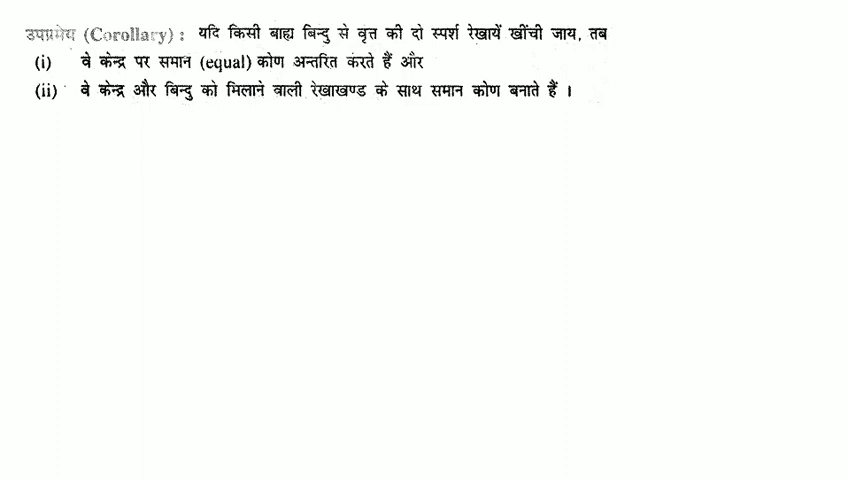 उपप्रमेय (Corollary) : यदि किसी बाह्य बिन्दु से वृत्त की दो स्पर्श रेखायें खींची जाय, तब
(i) वे केन्द्र पर समान (equal) कोण अन्तरित करते हैं और
(ii) वे केन्द्र और बिन्दु को मिलाने वाली रेखाखण्ड के साथ समान कोण बनाते हैं ।